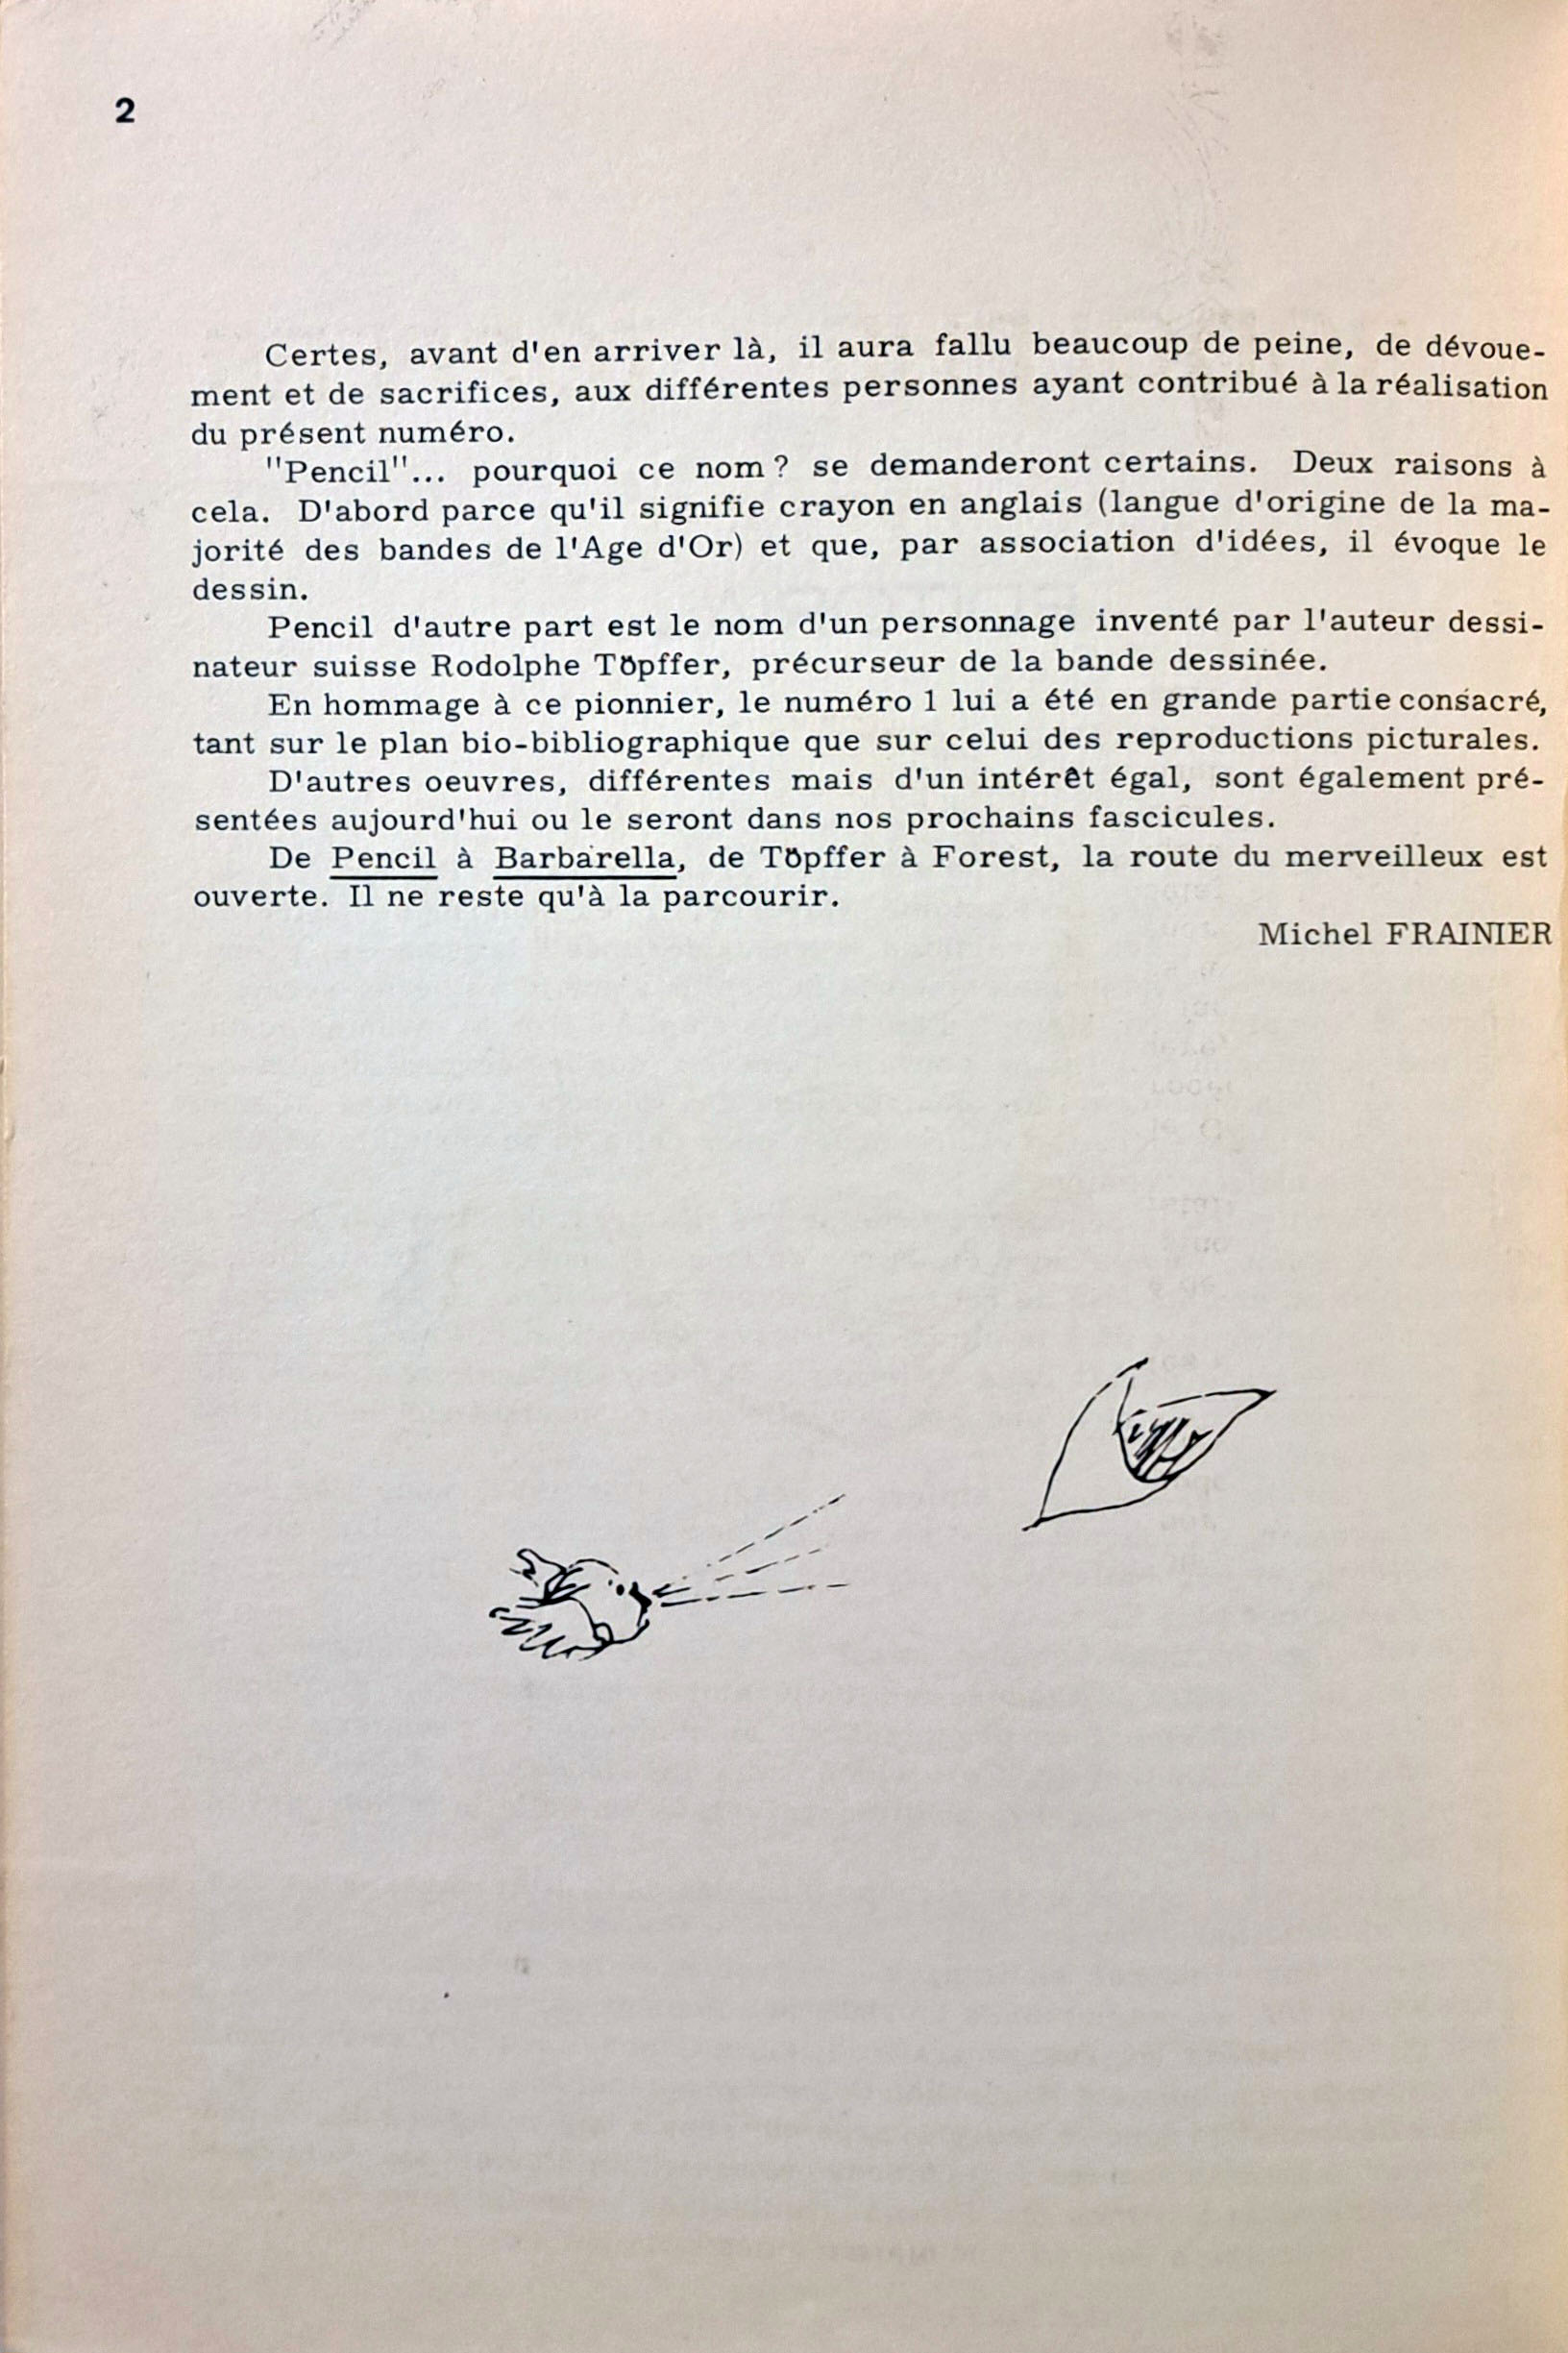 2
Certes, avant d'en arriver là, il aura fallu beaucoup de peine, de dévoue-
ment et de sacrifices, aux différentes personnes ayant contribué à la réalisation
du présent numéro.
"Pencil"... pourquoi ce nom ? se demanderont certains. Deux raisons à
cela. D'abord parce qu'il signifie crayon en anglais (langue d'origine de la ma-
jorité des bandes de l'Age d'Or) et que, par association d'idées, il évoque le
dessin.
Pencil d'autre part est le nom d'un personnage inventé par l'auteur dessi-
nateur suisse Rodolphe Töpffer, précurseur de la bande dessinée.
En hommage à ce pionnier, le numéro 1 lui a été en grande partie consacré,
tant sur le plan bio-bibliographique que sur celui des reproductions picturales.
D'autres oeuvres, différentes mais d'un intérêt égal, sont également pré-
sentées aujourd'hui ou le seront dans nos prochains fascicules.
De Pencil à Barbarella, de Töpffer à Forest, la route du merveilleux est
ouverte. Il ne reste qu'à la parcourir.
Michel FRAINIER